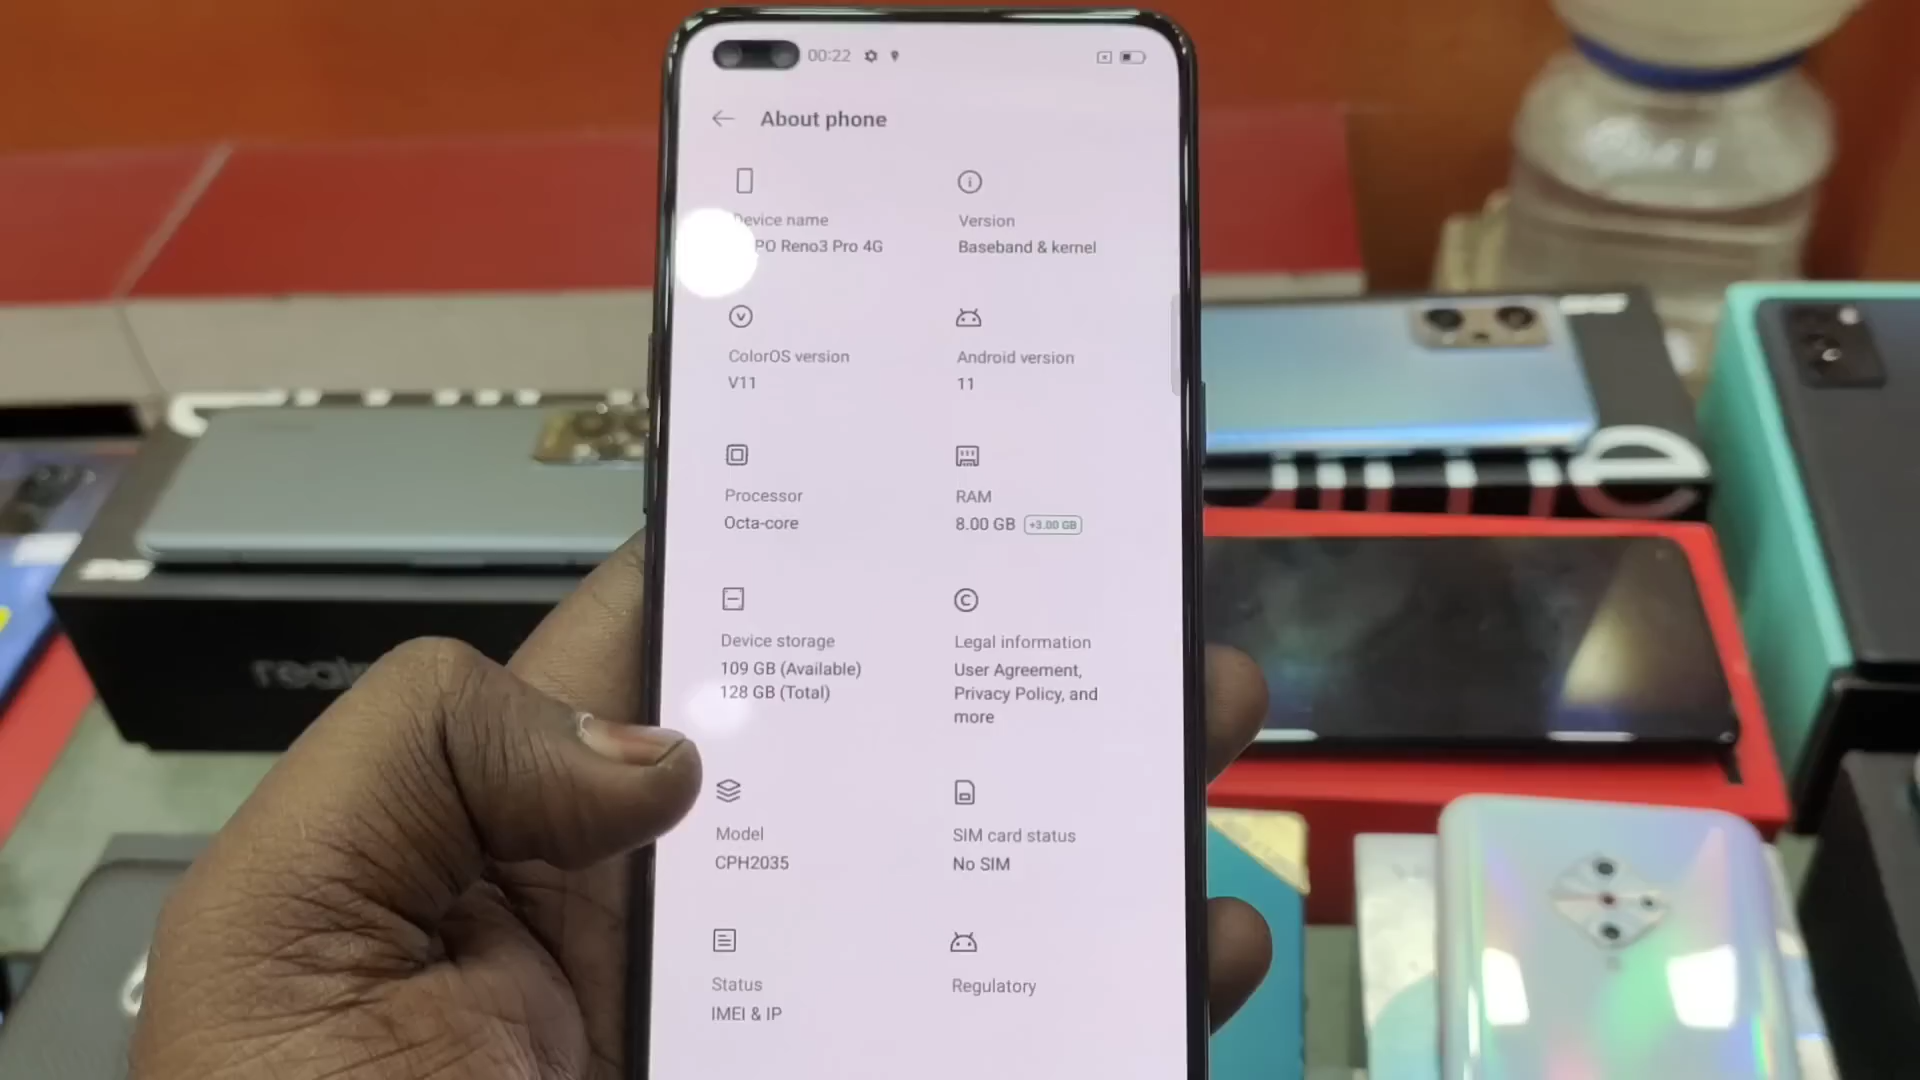 00:22
About phone
Device name
PO Reno3 Pro 4G
Version
Baseband & kernel
ColorOS version
V11
Android version
11
Processor
Octa-core
RAM
8.00 GB +3.00 GB
Device storage
109 GB (Available)
128 GB (Total)
Legal information
User Agreement,
Privacy Policy, and
more
Model
CPH2035
SIM card status
No SIM
Status
IMEI & IP
Regulatory